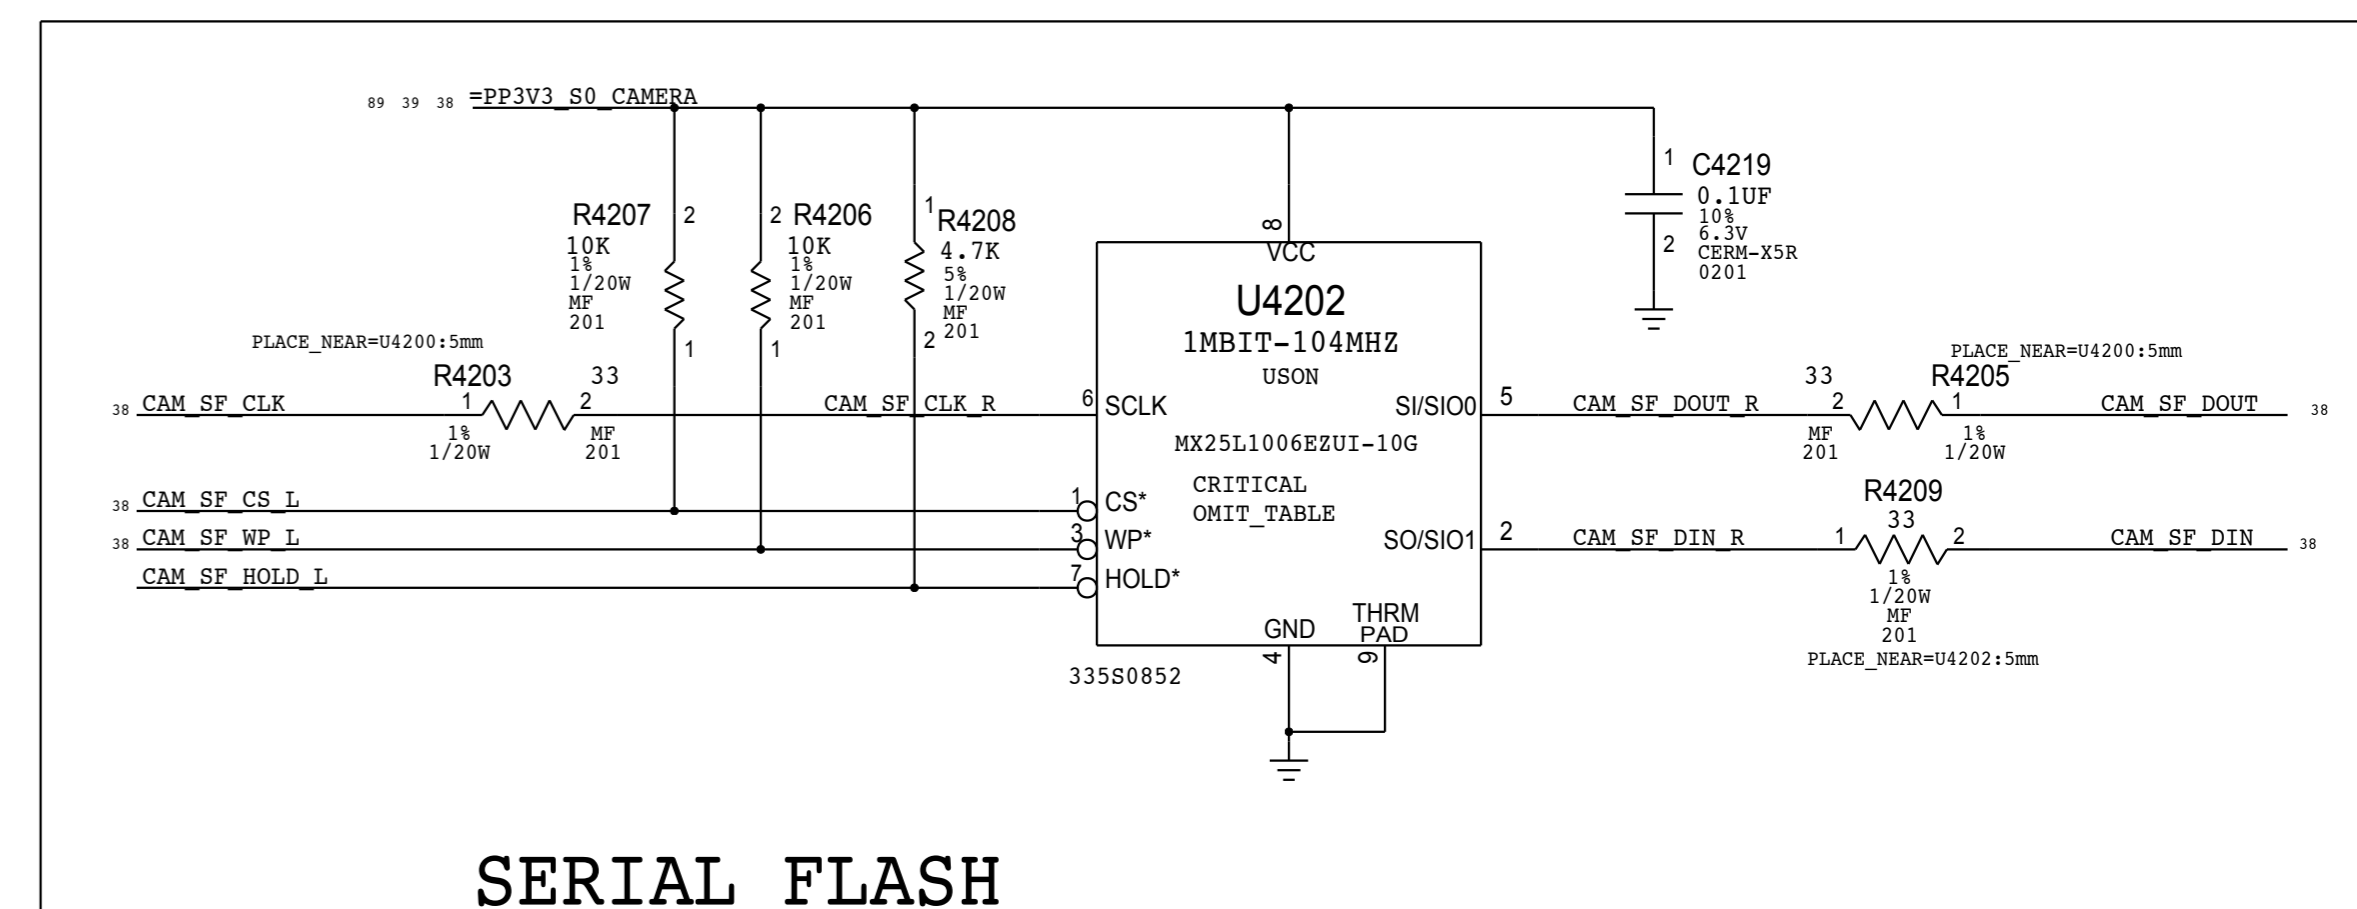 89 39 38 =PP3V3_S0_CAMERA
R4207
10K
1%
1/20W
MF
201
2
1
2
R4206
10K
1%
1/20W
MF
201
1
1
R4208
4.7K
5%
1/20W
MF
201
2
1
C4219
0.1UF
10%
6.3V
CERM-X5R
0201
2
8
VCC
U4202
1MBIT-104MHZ
USON
MX25L1006EZUI-10G
CRITICAL
OMIT_TABLE
PLACE_NEAR=U4200:5mm
R4203
33
38 CAM_SF_CLK
1
2
1%
1/20W
MF
201
CAM_SF_CLK_R
6
SCLK
38 CAM_SF_CS_L
1
CS*
38 CAM_SF_WP_L
3
WP*
CAM_SF_HOLD_L
7
HOLD*
SI/SIO0
5
CAM_SF_DOUT_R
PLACE_NEAR=U4200:5mm
33
R4205
2
1
MF
201
1%
1/20W
CAM_SF_DOUT 38
SO/SIO1
2
CAM_SF_DIN_R
R4209
33
1
2
1%
1/20W
MF
201
PLACE_NEAR=U4202:5mm
CAM_SF_DIN 38
GND
4
THRM
PAD
9
335S0852
SERIAL FLASH